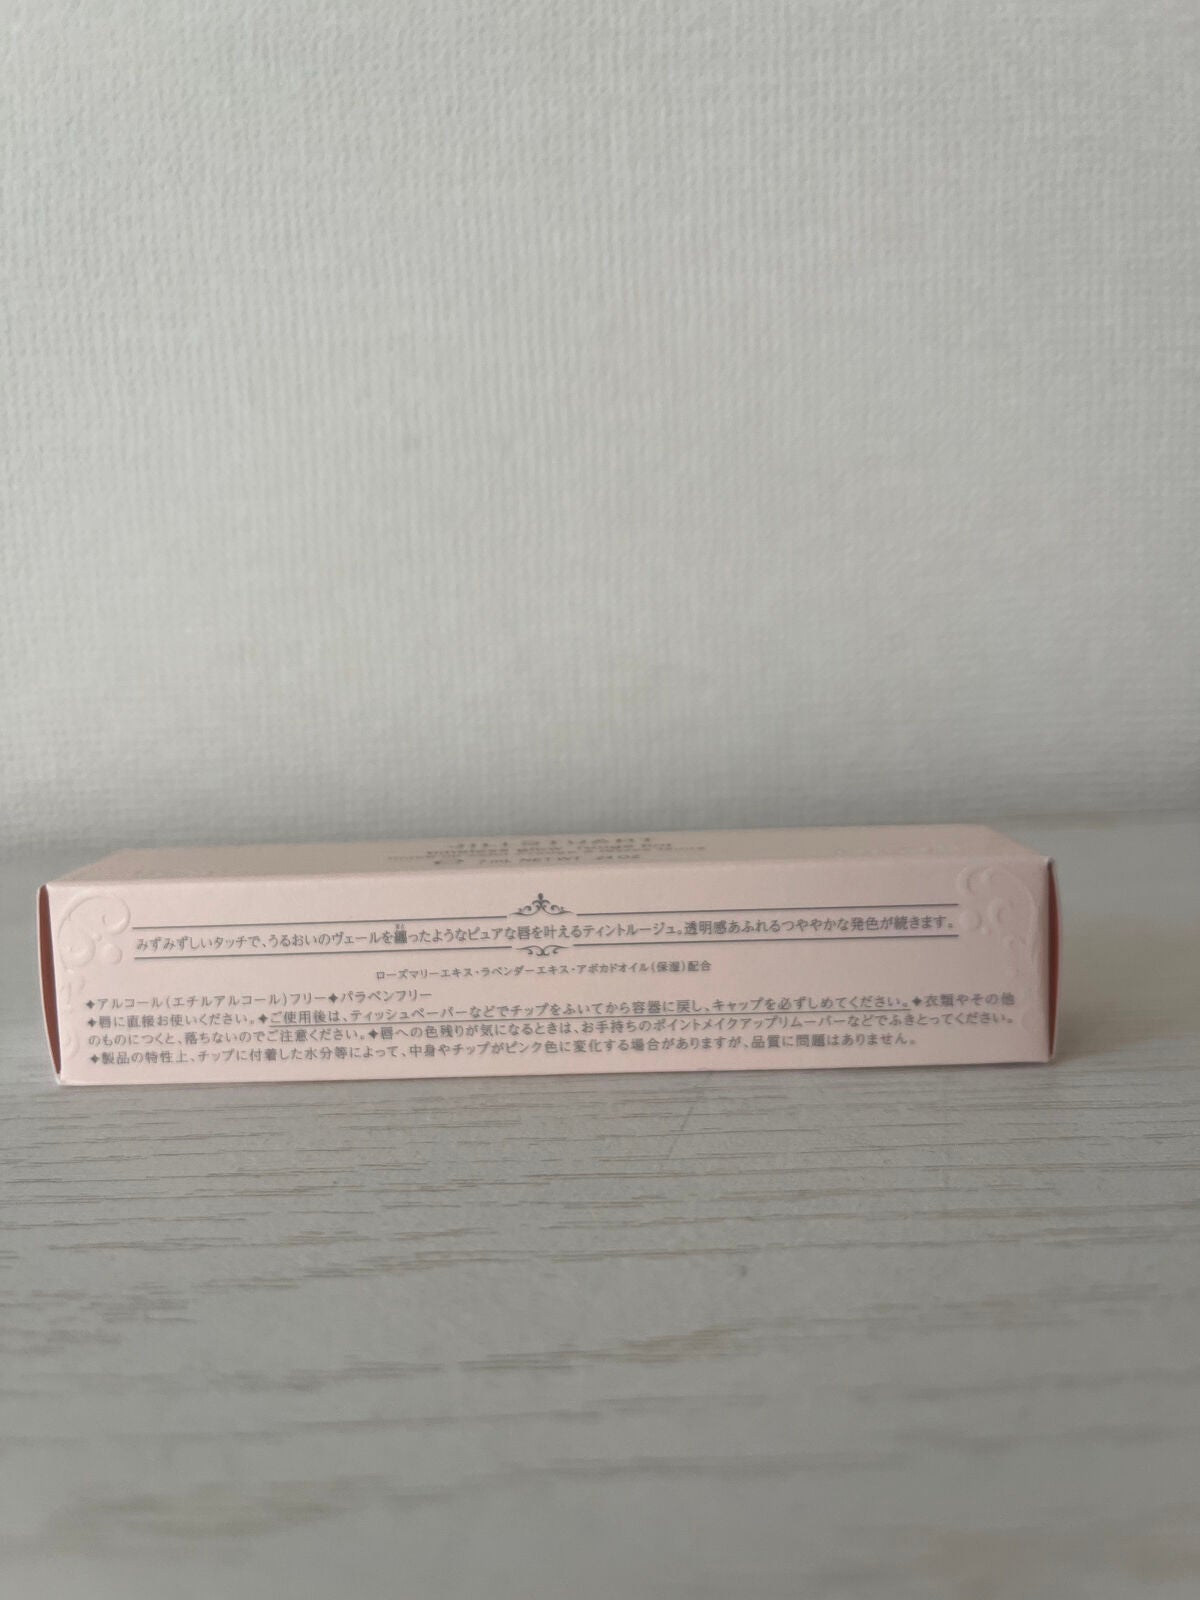 JILL STUART
7 mL NET WT. .24 OZ.
みずみずしいタッチで、うるおいのヴェールを纏ったようなピュアな唇を叶えるティントルージュ。透明感あふれるつややかな発色が続きます。
ローズマリーエキス・ラベンダーエキス・アボカドオイル(保湿)配合
◆アルコール(エチルアルコール)フリー◆パラベンフリー
◆唇に直接お使いください。◆ご使用後は、ティッシュペーパーなどでチップをふいてから容器に戻し、キャップを必ずしめてください。◆衣類やその他
のものにつくと、落ちないのでご注意ください。◆唇への色残りが気になるときは、お手持ちのポイントメイクアップリムーバーなどでふきとってください。
◆製品の特性上、チップに付着した水分等によって、中身やチップがピンク色に変化する場合がありますが、品質に問題はありません。